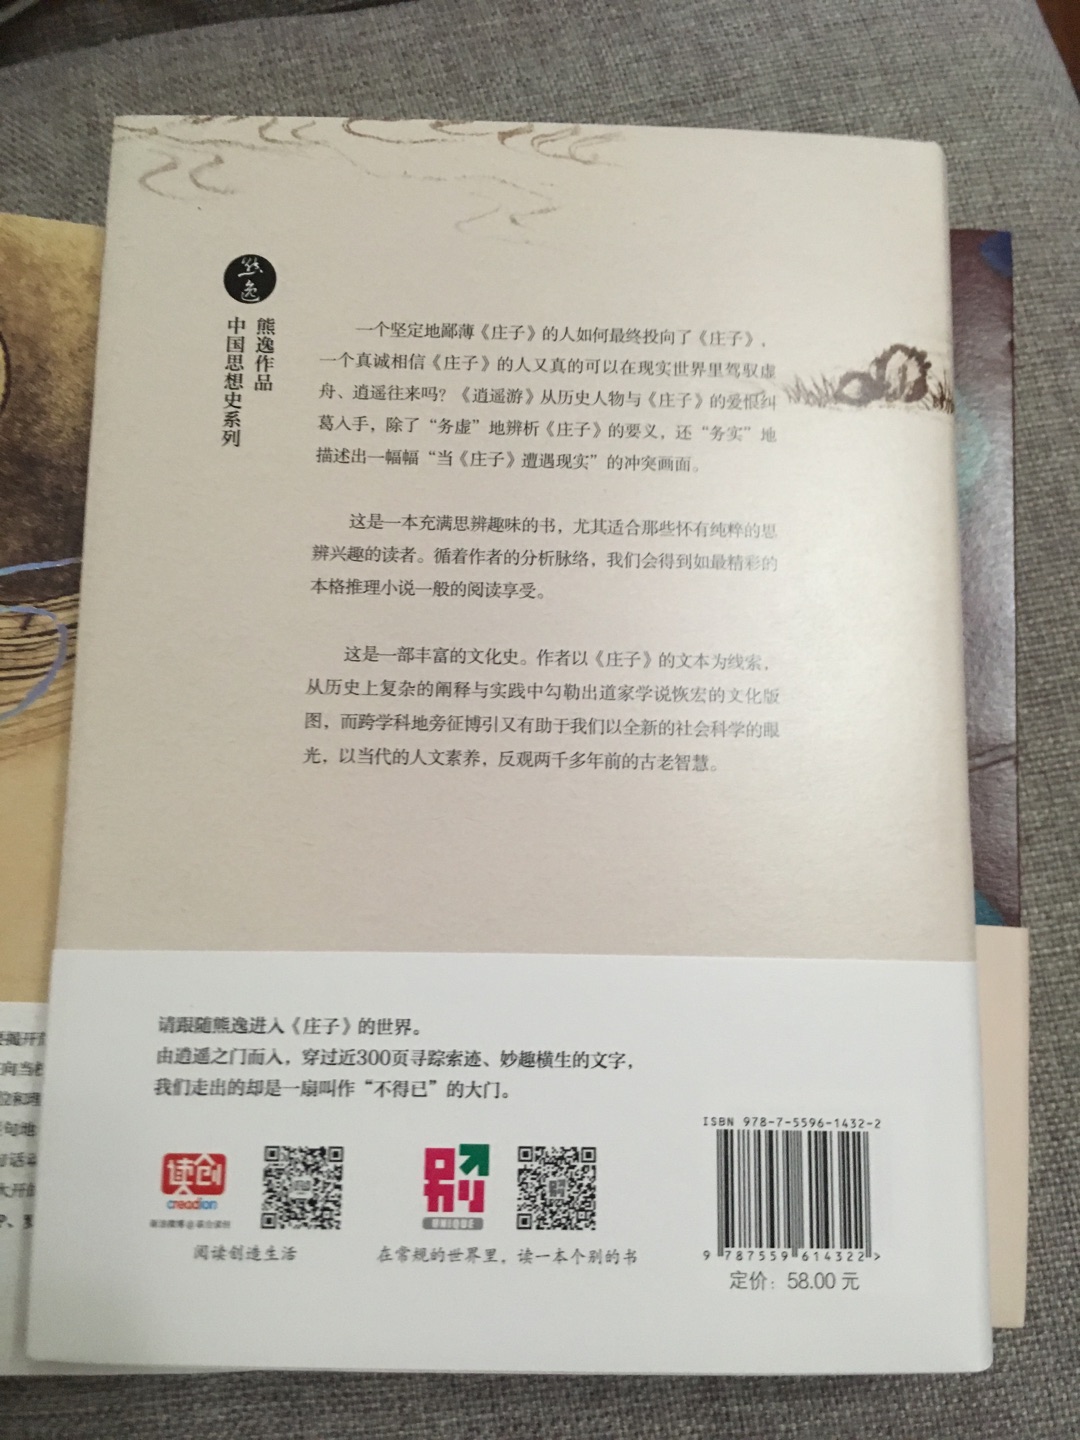 熊逸
熊逸作品
中国思想史系列
一个坚定地鄙薄《庄子》的人如何最终投向了《庄子》，
一个真诚相信《庄子》的人又真的可以在现实世界里驾驭虚
舟、逍遥往来吗？《逍遥游》从历史人物与《庄子》的爱恨纠
葛入手，除了“务虚”地辨析《庄子》的要义，还“务实”地
描述出一幅幅“当《庄子》遭遇现实”的冲突画面。
这是一本充满思辨趣味的书，尤其适合那些怀有纯粹的思
辨兴趣的读者。循着作者的分析脉络，我们会得到如最精彩的
本格推理小说一般的阅读享受。
这是一部丰富的文化史。作者以《庄子》的文本为线索，
从历史上复杂的阐释与实践中勾勒出道家学说恢宏的文化版
图，而跨学科地旁征博引又有助于我们以全新的社会科学的眼
光，以当代的人文素养，反观两千多年前的古老智慧。
请跟随熊逸进入《庄子》的世界。
由逍遥之门而入，穿过近300页寻踪索迹、妙趣横生的文字，
我们走出的却是一扇叫作“不得已”的大门。
读创
creadion
阅读创造生活
别
UNIQUE
在常规的世界里，读一本个别的书
ISBN 978-7-5596-1432-2
9 787559 614322 >
定价：58.00 元
要揭开
向当
位和理
句地
话
大开
P、